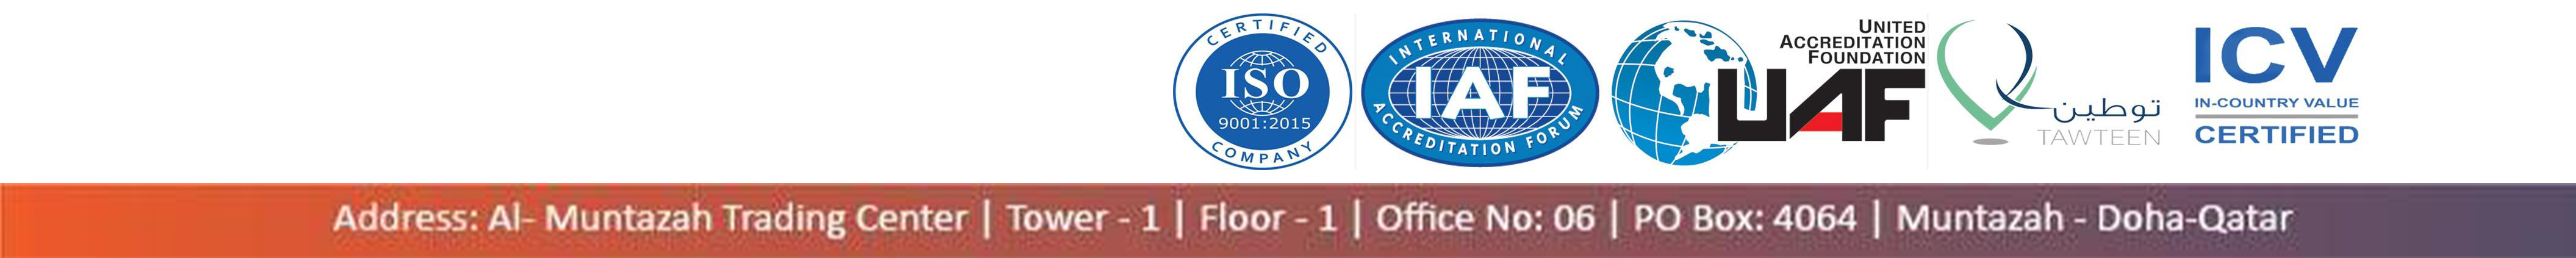 CERTIFIED
ISO
9001:2015
COMPANY
INTERNATIONAL
IAF
ACCREDITATION FORUM
UNITED
ACCREDITATION
FOUNDATION
UAF
توطين
TAWTEEN
ICV
IN-COUNTRY VALUE
CERTIFIED
Address: Al- Muntazah Trading Center | Tower - 1 | Floor - 1 | Office No: 06 | PO Box: 4064 | Muntazah - Doha-Qatar